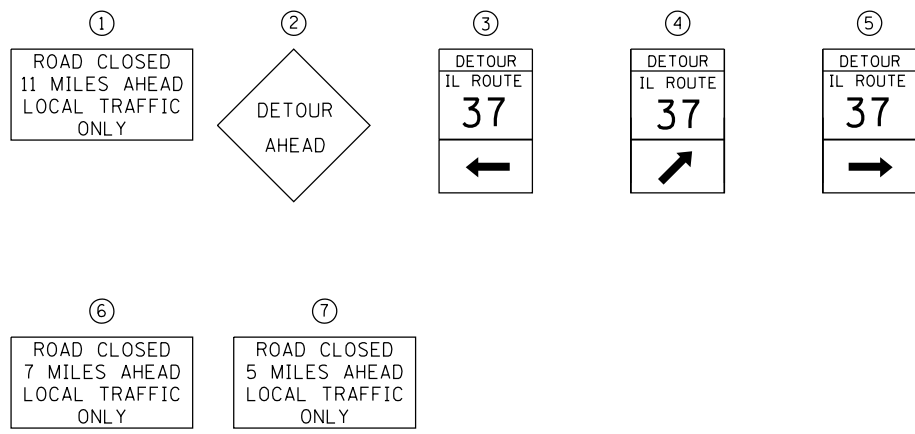 1
ROAD CLOSED
11 MILES AHEAD
LOCAL TRAFFIC
ONLY
2
DETOUR
AHEAD
3
DETOUR
IL ROUTE
37
4
DETOUR
IL ROUTE
37
5
DETOUR
IL ROUTE
37
6
ROAD CLOSED
7 MILES AHEAD
LOCAL TRAFFIC
ONLY
7
ROAD CLOSED
5 MILES AHEAD
LOCAL TRAFFIC
ONLY